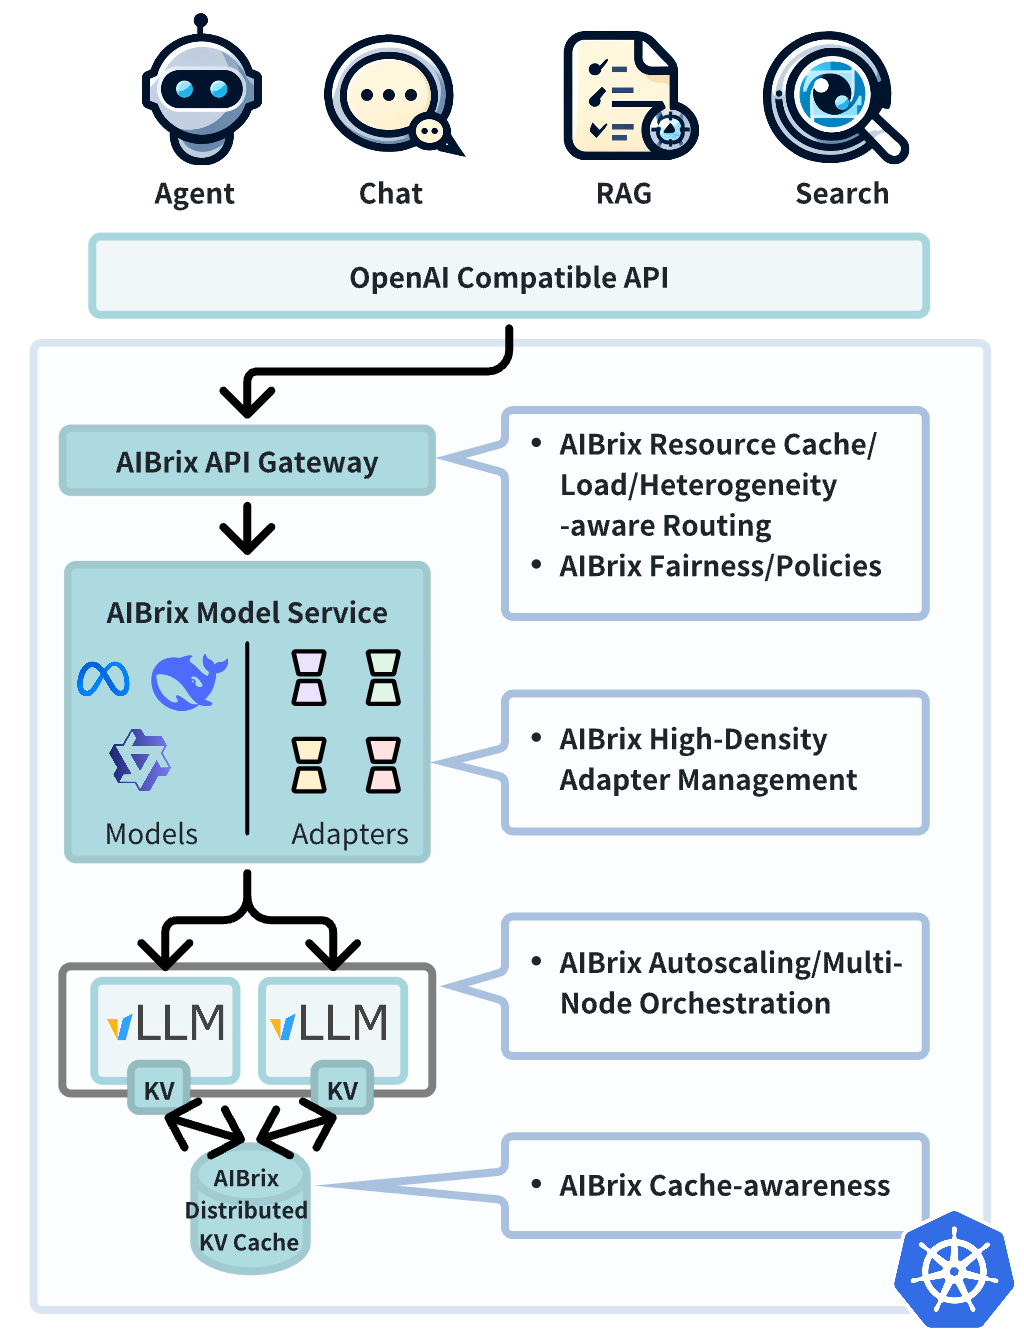 Agent
Chat
RAG
Search
OpenAI Compatible API
AIBrix API Gateway
• AIBrix Resource Cache/
Load/Heterogeneity
-aware Routing
• AIBrix Fairness/Policies
AIBrix Model Service
Models
Adapters
• AIBrix High-Density
Adapter Management
• AIBrix Autoscaling/Multi-
Node Orchestration
vLLM
vLLM
KV
KV
AIBrix
Distributed
KV Cache
• AIBrix Cache-awareness